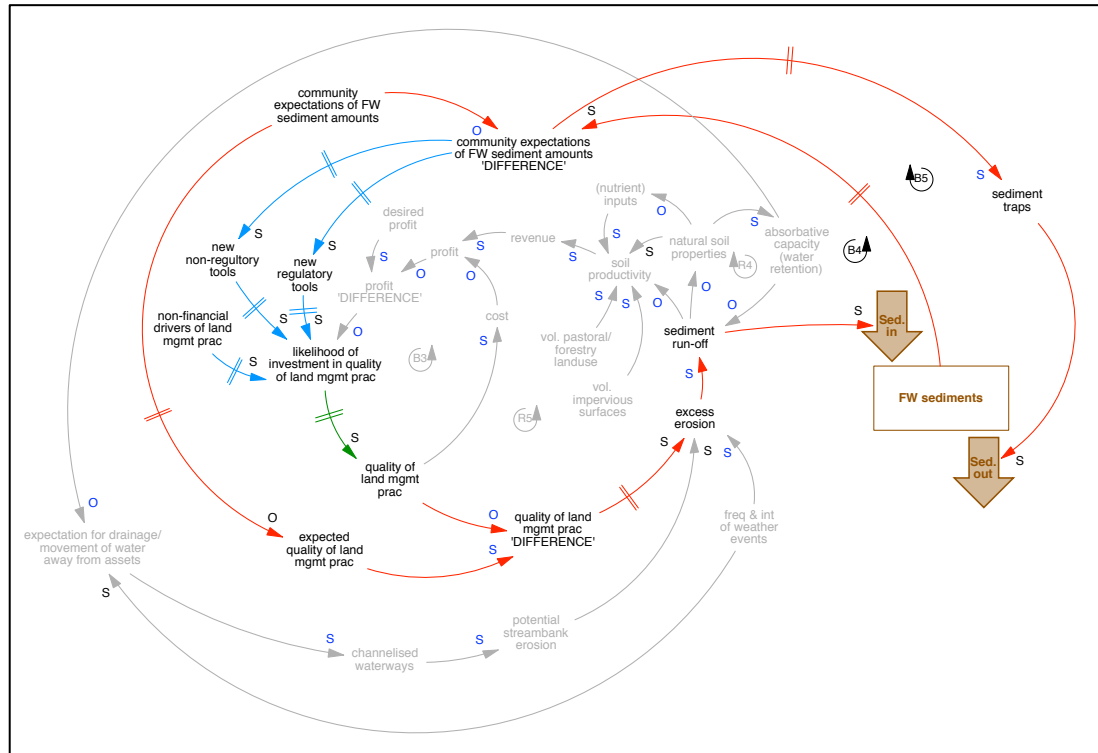 community
expectations of FW
sediment amounts
O
S
community expectations
of FW sediment amounts
'DIFFERENCE'
B5
S
sediment
traps
(nutrient)
inputs
O
S
desired
profit
S
S
new
non-regultory
tools
S
new
regulatory
tools
S
profit
O
O
profit
'DIFFERENCE'
O
revenue
S
S
S
soil
productivity
S
S
O
natural soil
properties
R4
O
absorbative
capacity
(water
retention)
O
B4
non-financial
drivers of land
mgmt prac
S
S
S
likelihood of
investment in quality
of land mgmt prac
B3
cost
S
vol. pastoral/
forestry
landuse
vol.
impervious
surfaces
R5
sediment
run-off
S
S
Sed.
in
FW sediments
Sed.
out
S
excess
erosion
S
S
S
S
quality of
land mgmt
prac
O
S
quality of land
mgmt prac
'DIFFERENCE'
freq & int
of weather
events
O
expectation for drainage/
movement of water
away from assets
S
O
expected
quality of land
mgmt prac
S
channelised
waterways
S
potential
streambank
erosion